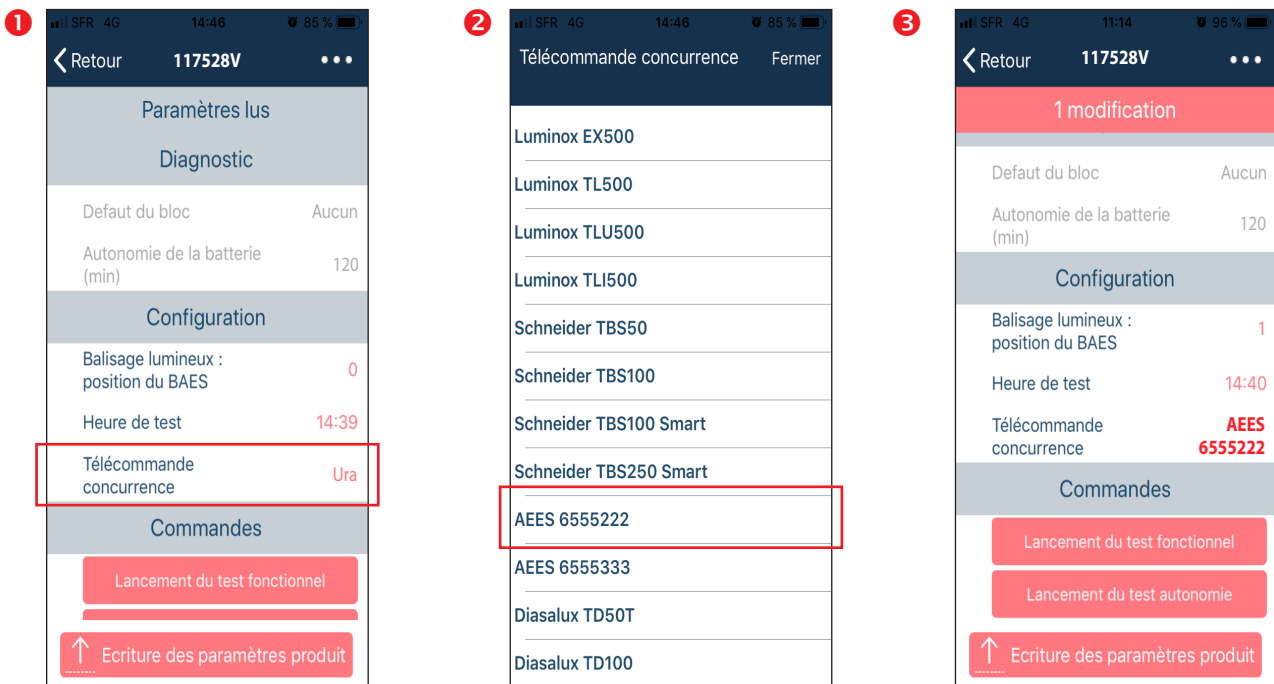 1
SFR 4G 14:46 85 %
Retour 117528V •••
Paramètres lus
Diagnostic
Defaut du bloc Aucun
Autonomie de la batterie
(min) 120
Configuration
Balisage lumineux :
position du BAES 0
Heure de test 14:39
Télécommande
concurrence Ura
Commandes
Lancement du test fonctionnel
Ecriture des paramètres produit
2
SFR 4G 14:46 85 %
Télécommande concurrence Fermer
Luminox EX500
Luminox TL500
Luminox TLU500
Luminox TLI500
Schneider TBS50
Schneider TBS100
Schneider TBS100 Smart
Schneider TBS250 Smart
AEES 6555222
AEES 6555333
Diasalux TD50T
Diasalux TD100
3
SFR 4G 11:14 96 %
Retour 117528V •••
1 modification
Defaut du bloc Aucun
Autonomie de la batterie
(min) 120
Configuration
Balisage lumineux :
position du BAES 1
Heure de test 14:40
Télécommande AEES
concurrence 6555222
Commandes
Lancement du test fonctionnel
Lancement du test autonomie
Ecriture des paramètres produit